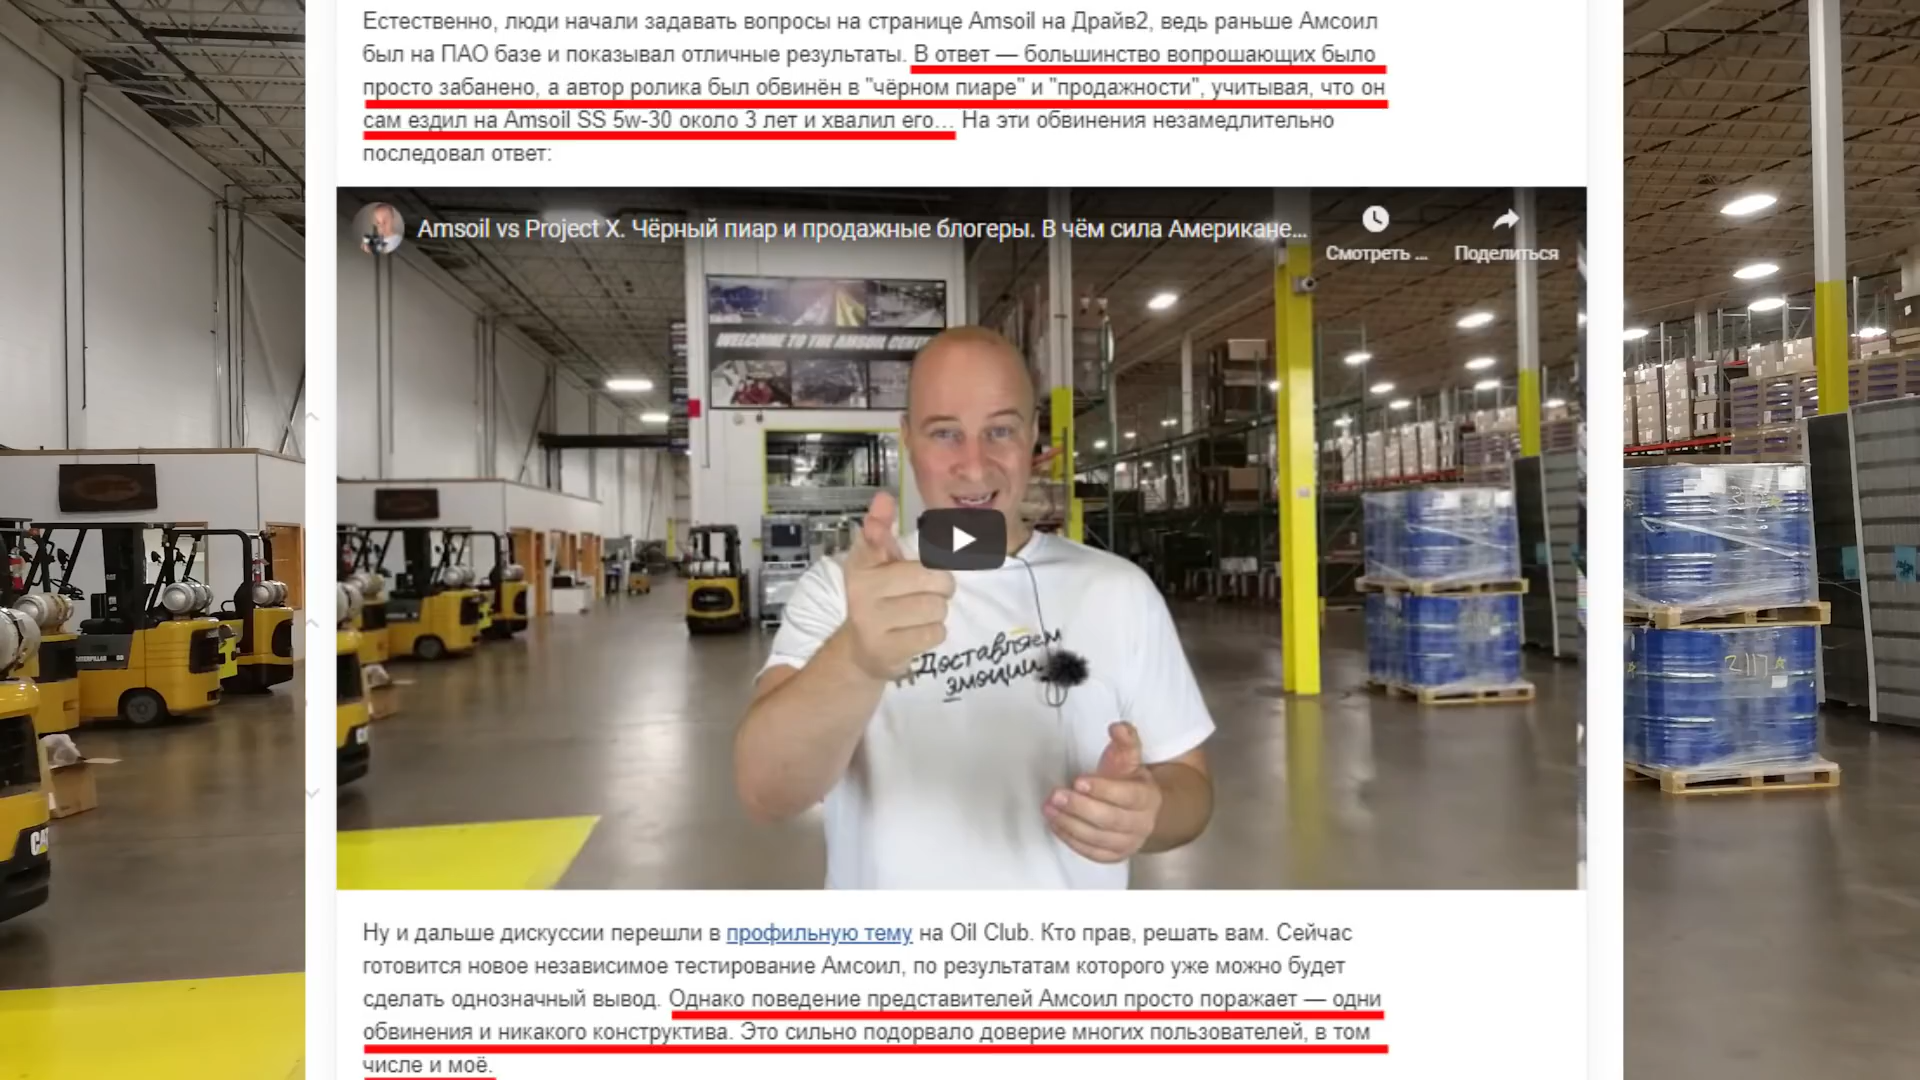 Естественно, люди начали задавать вопросы на странице Amsoil на Драйв2, ведь раньше Амсоил
был на ПАО базе и показывал отличные результаты. В ответ — большинство вопрошающих было
просто забанено, а автор ролика был обвинён в "чёрном пиаре" и "продажности", учитывая, что он
сам ездил на Amsoil SS 5w-30 около 3 лет и хвалил его... На эти обвинения незамедлительно
последовал ответ:
Amsoil vs Project X. Чёрный пиар и продажные блогеры. В чём сила Американе...
Смотреть ...
Поделиться
WELCOME TO THE AMSOIL CENT
Доставляем
эмоции
CATERPILLAR
2117
Ну и дальше дискуссии перешли в профильную тему на Oil Club. Кто прав, решать вам. Сейчас
готовится новое независимое тестирование Амсоил, по результатам которого уже можно будет
сделать однозначный вывод. Однако поведение представителей Амсоил просто поражает — одни
обвинения и никакого конструктива. Это сильно подорвало доверие многих пользователей, в том
числе и моё.